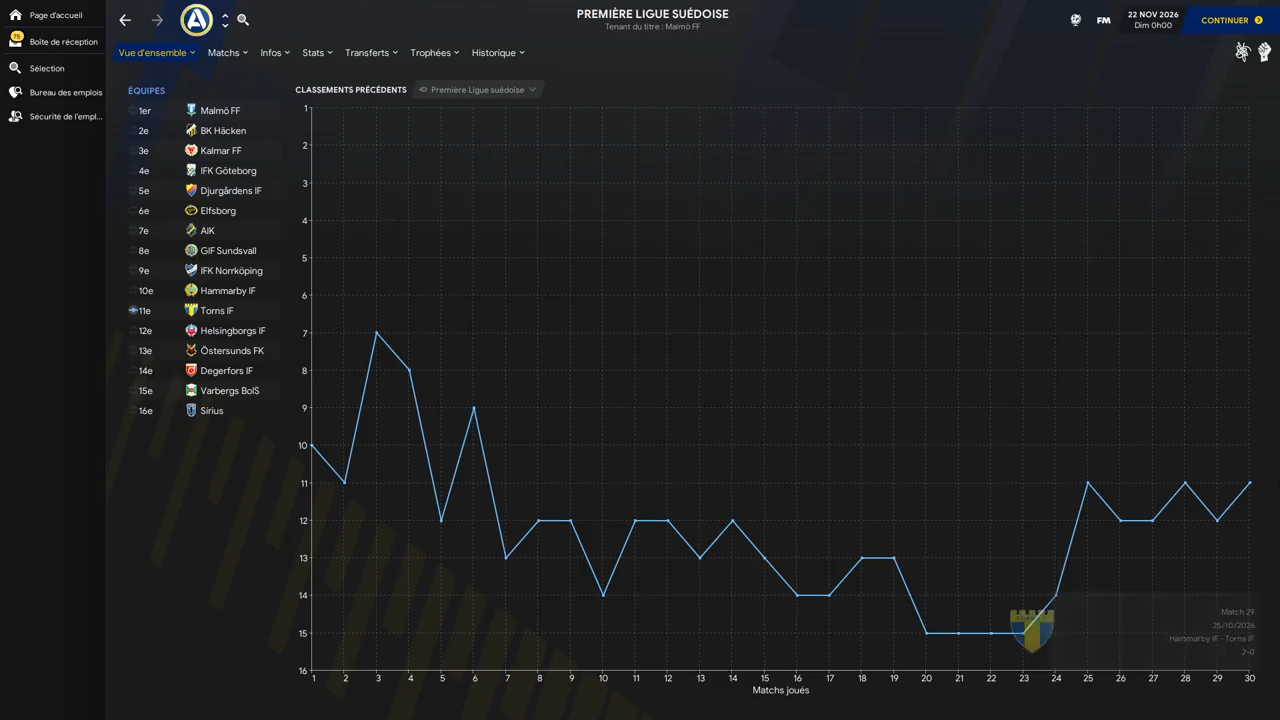 Page d'accueil
75
Boîte de réception
Sélection
Bureau des emplois
Sécurité de l'empl...
A
PREMIÈRE LIGUE SUÉDOISE
Tenant du titre : Malmö FF
FM
22 NOV 2026
Dim 0h00
CONTINUER
Vue d'ensemble
Matchs
Infos
Stats
Transferts
Trophées
Historique
ÉQUIPES
1er Malmö FF
2e BK Häcken
3e Kalmar FF
4e IFK Göteborg
5e Djurgårdens IF
6e Elfsborg
7e AIK
8e GIF Sundsvall
9e IFK Norrköping
10e Hammarby IF
11e Torns IF
12e Helsingborgs IF
13e Östersunds FK
14e Degerfors IF
15e Varbergs BoIS
16e Sirius
CLASSEMENTS PRÉCÉDENTS
Première Ligue suédoise
1
2
3
4
5
6
7
8
9
10
11
12
13
14
15
16
1 2 3 4 5 6 7 8 9 10 11 12 13 14 15 16 17 18 19 20 21 22 23 24 25 26 27 28 29 30
Matchs joués
Match 29
25/10/2026
Hammarby IF - Torns IF
2-0